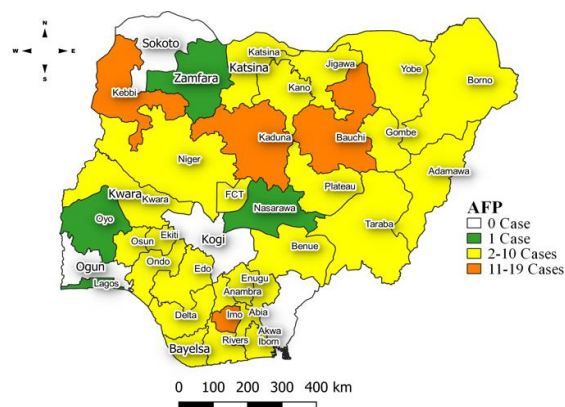 N
W E
S
Sokoto
Katsina
Zamfara
Katsina
Jigawa
Yobe
Borno
Kebbi
Kano
Kaduna
Bauchi
Gombe
Niger
Adamawa
Kwara
Kwara
FCT
Plateau
Nasarawa
Taraba
Oyo
Kogi
Ekiti
Osun
Benue
Ogun
Ondo
Edo
Lagos
Enugu
Anambra
Delta
Imo
Abia
Akwa
Ibom
Rivers
Bayelsa
AFP
0 Case
1 Case
2-10 Cases
11-19 Cases
0 100 200 300 400 km